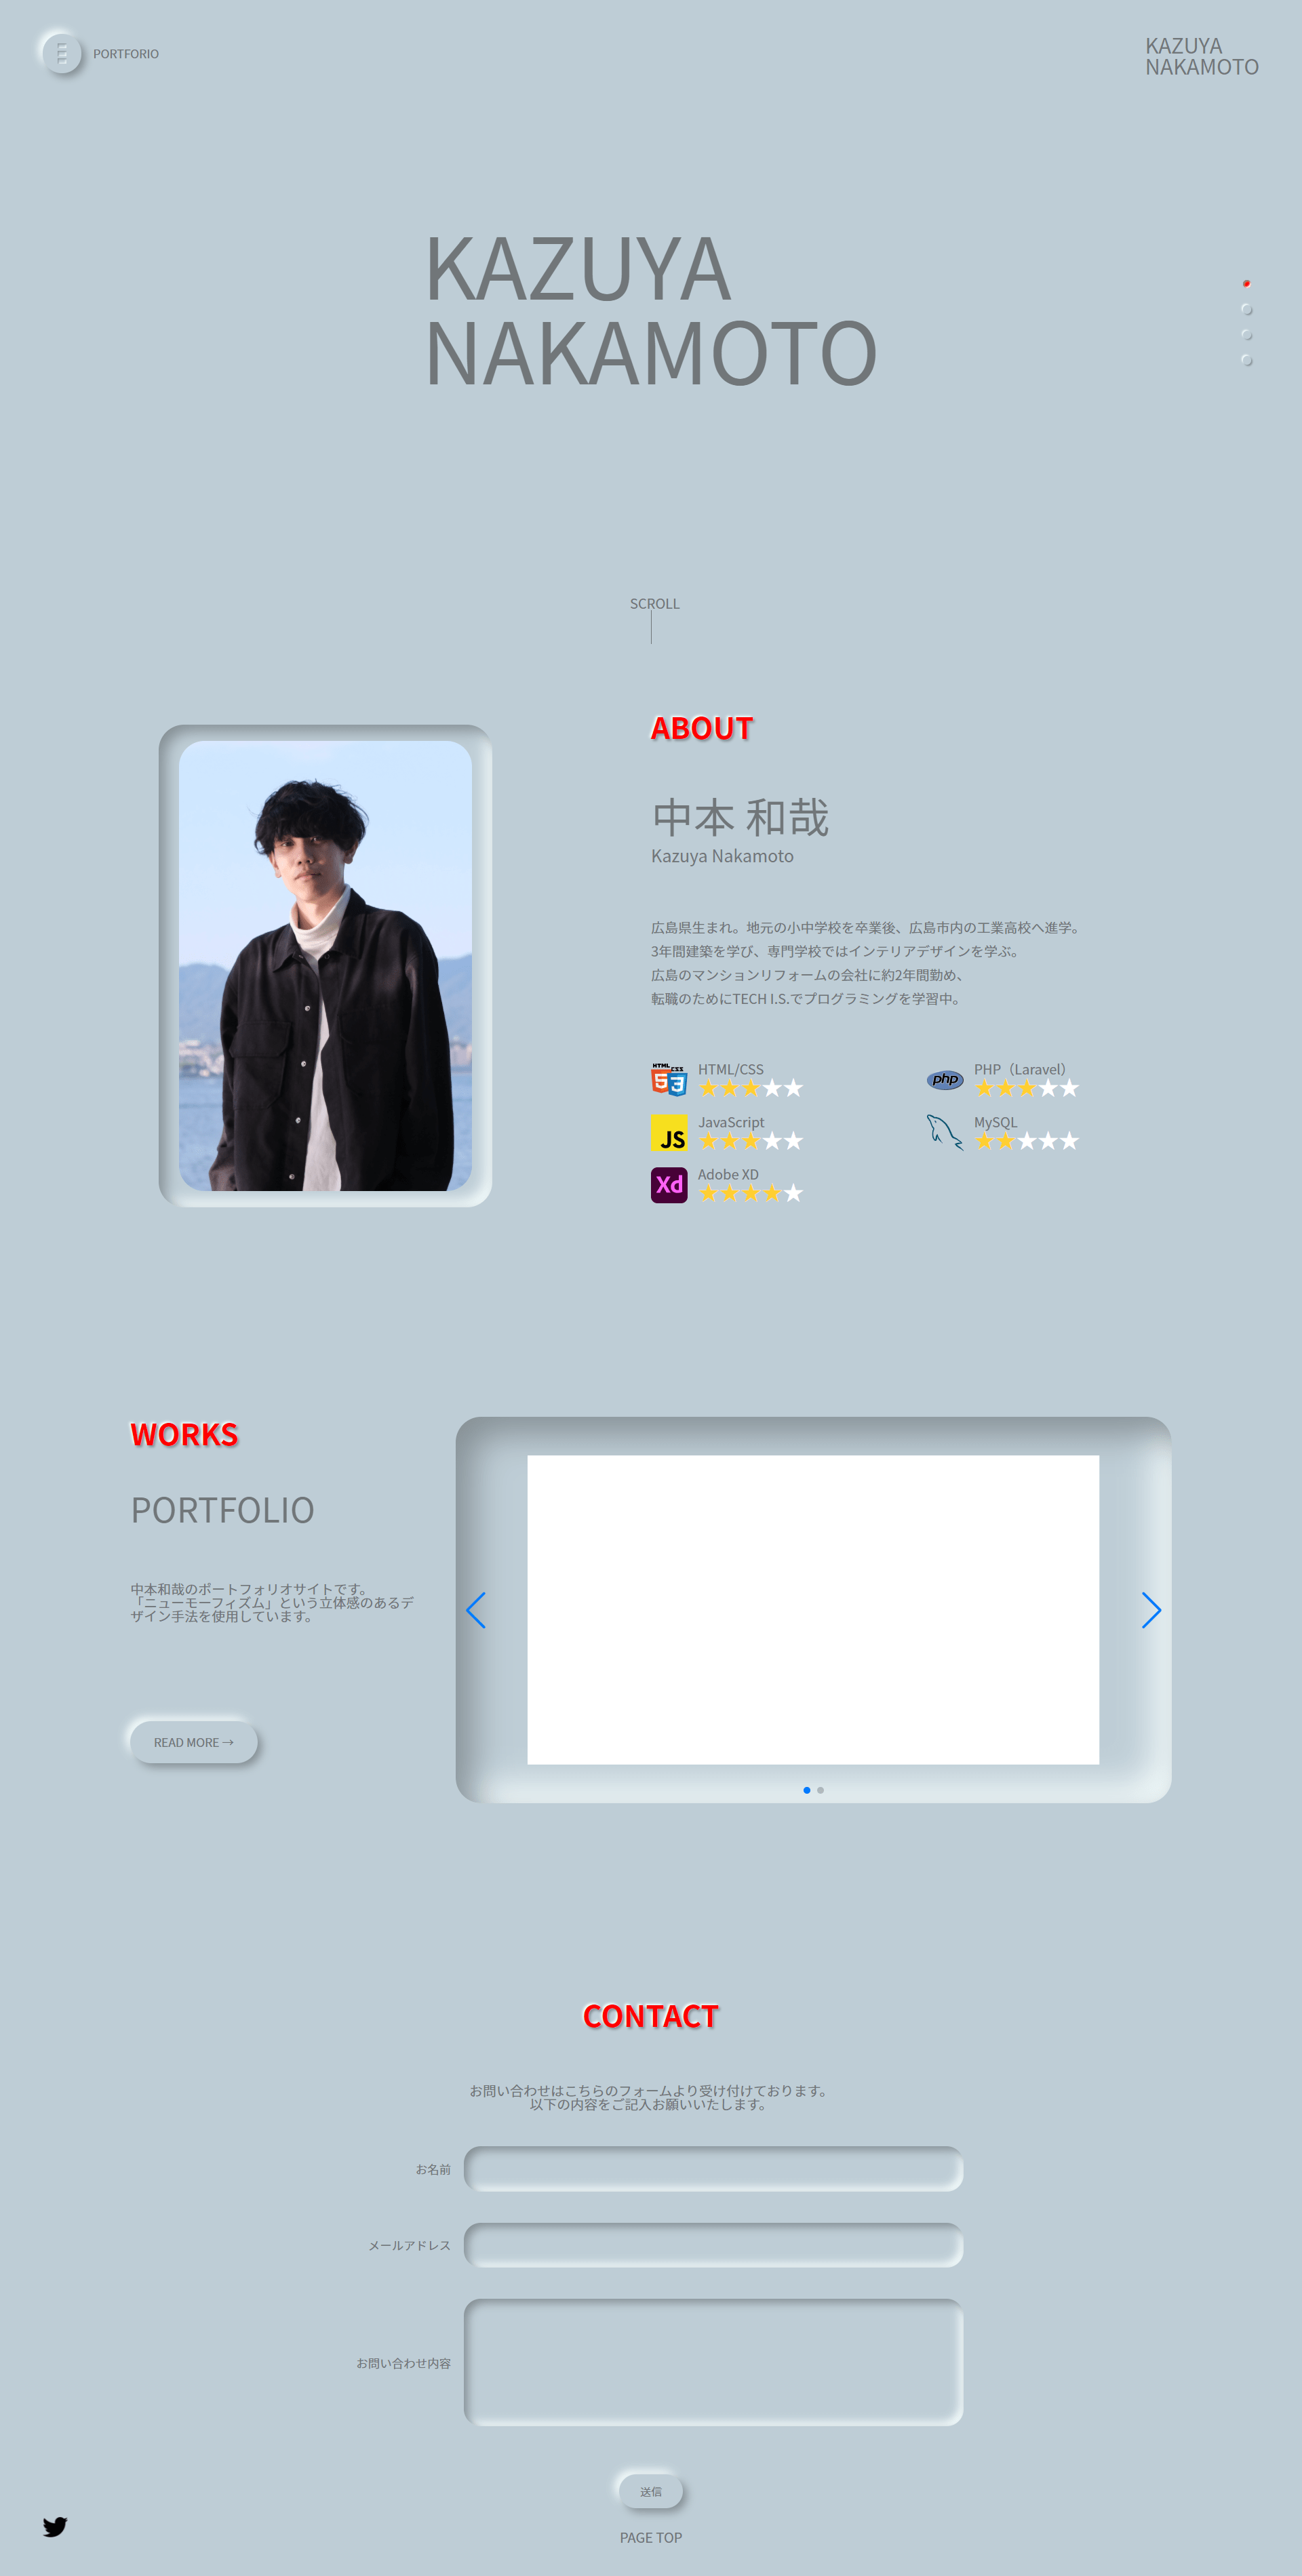 PORTFORIO
KAZUYA
NAKAMOTO
KAZUYA
NAKAMOTO
SCROLL
ABOUT
中本 和哉
Kazuya Nakamoto
広島県生まれ。地元の小中学校を卒業後、広島市内の工業高校へ進学。
3年間建築を学び、専門学校ではインテリアデザインを学ぶ。
広島のマンションリフォームの会社に約2年間勤め、
転職のためにTECH I.S.でプログラミングを学習中。
HTML CSS
5 3
HTML/CSS
★★★★★
php
PHP（Laravel）
★★★★★
JS
JavaScript
★★★★★
MySQL
★★★★★
Xd
Adobe XD
★★★★★
WORKS
PORTFOLIO
中本和哉のポートフォリオサイトです。
「ニューモーフィズム」という立体感のあるデ
ザイン手法を使用しています。
READ MORE →
CONTACT
お問い合わせはこちらのフォームより受け付けております。
以下の内容をご記入お願いいたします。
お名前
メールアドレス
お問い合わせ内容
送信
PAGE TOP